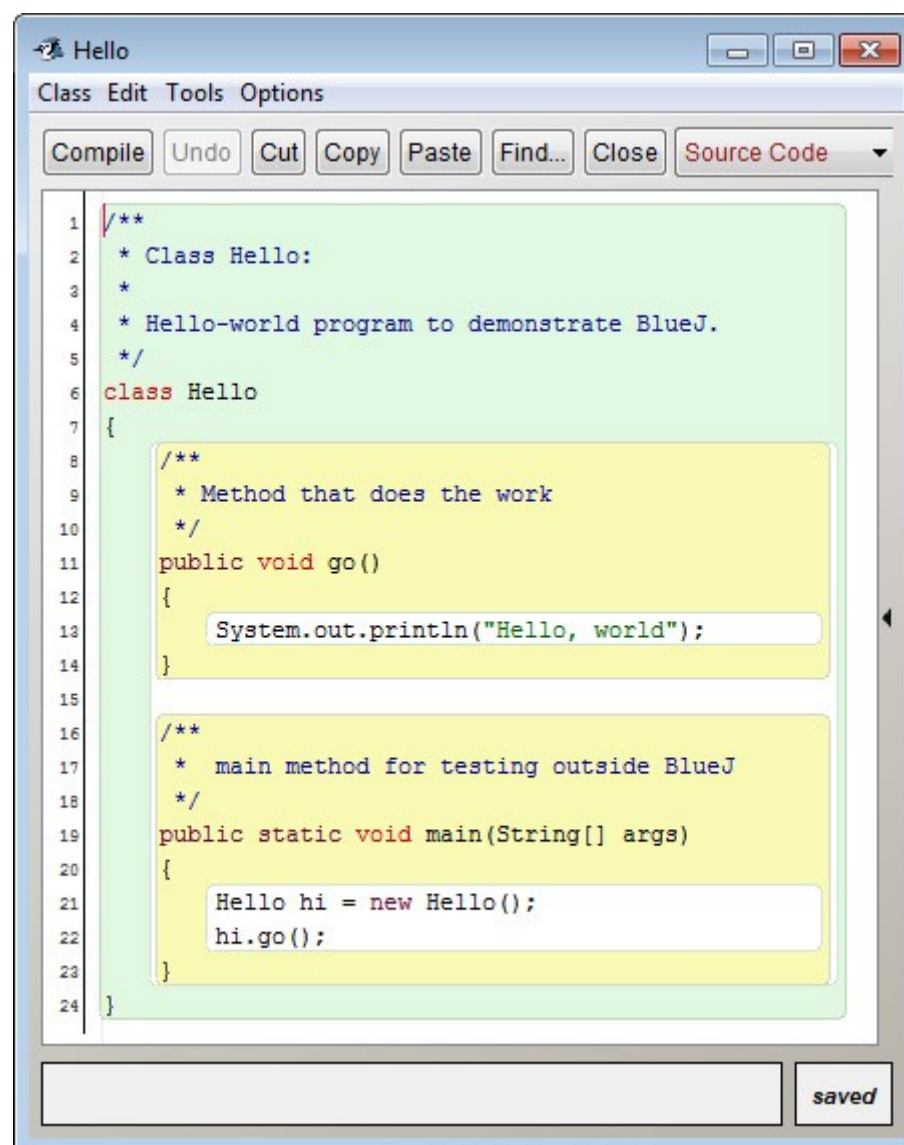 Hello
Class Edit Tools Options
Compile Undo Cut Copy Paste Find... Close Source Code
1 /**
2  * Class Hello:
3  *
4  * Hello-world program to demonstrate BlueJ.
5  */
6 class Hello
7 {
8     /**
9      * Method that does the work
10      */
11     public void go()
12     {
13         System.out.println("Hello, world");
14     }
15
16     /**
17      *  main method for testing outside BlueJ
18      */
19     public static void main(String[] args)
20     {
21         Hello hi = new Hello();
22         hi.go();
23     }
24 }
saved